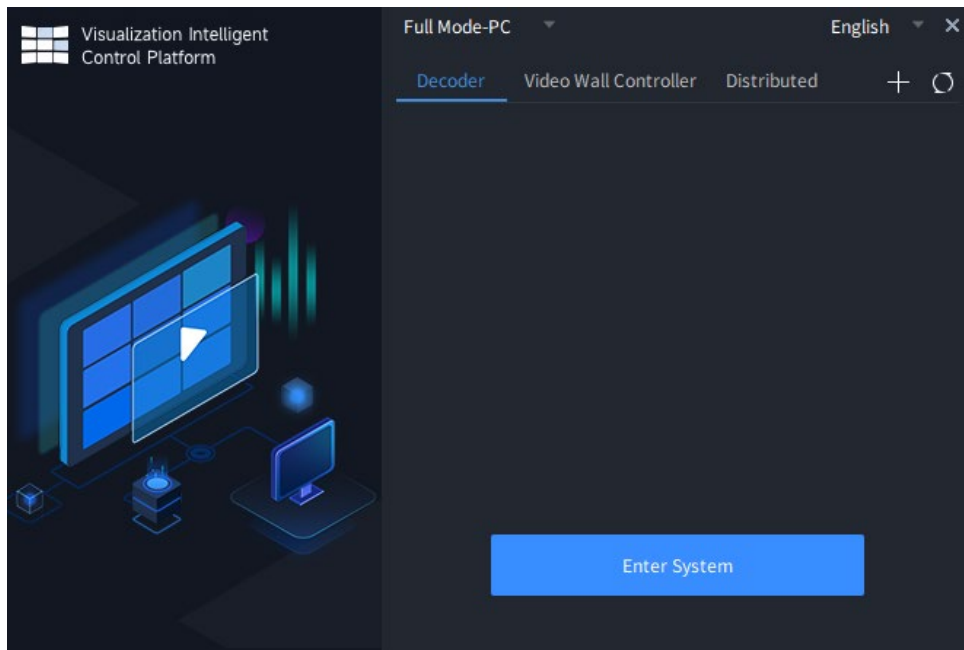 Visualization Intelligent
Control Platform
Full Mode-PC
English
Decoder
Video Wall Controller
Distributed
Enter System